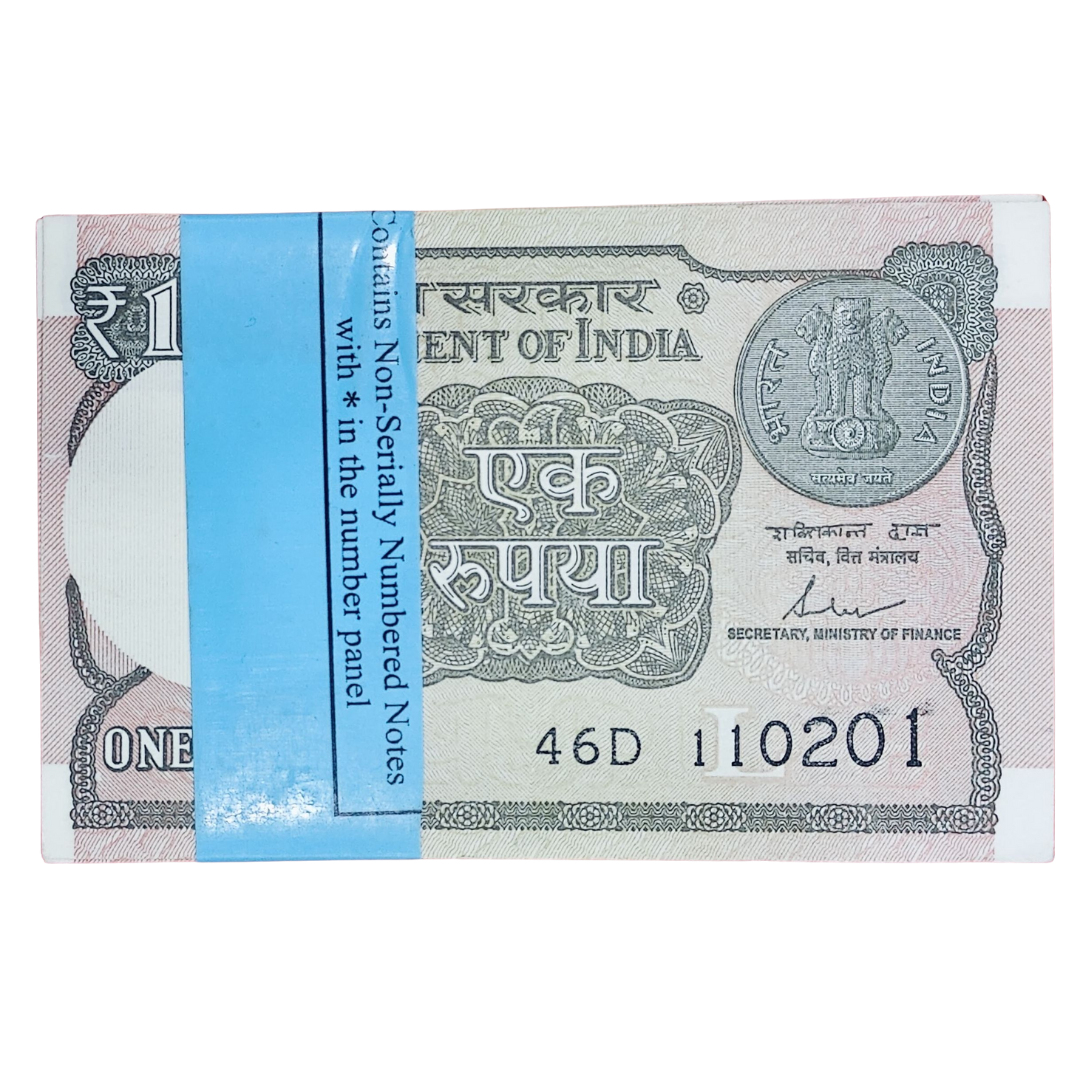 ₹1
सरकार
OF INDIA
भारत INDIA
सत्यमेव जयते
एक
रुपया
शक्तिकान्त दास
सचिव, वित्त मंत्रालय
SECRETARY, MINISTRY OF FINANCE
ONE
46D 110201
L
Contains Non-Serially Numbered Notes
with * in the number panel